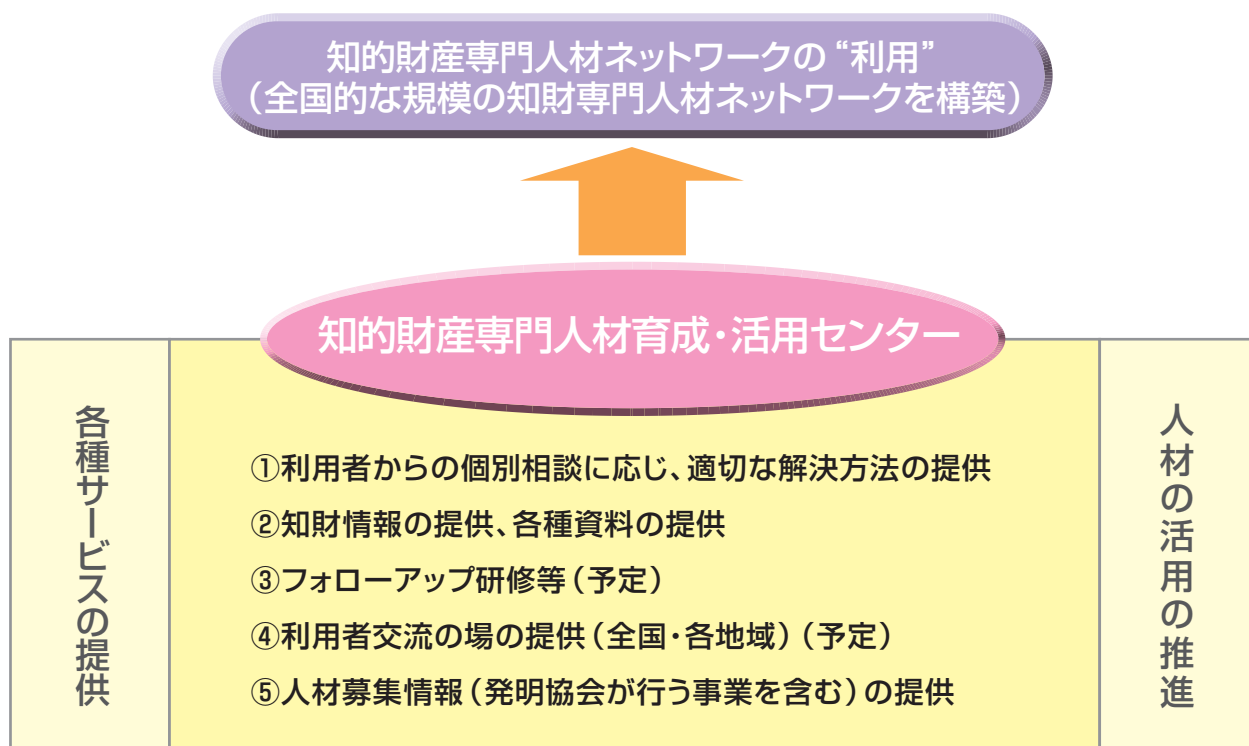 知的財産専門人材ネットワークの“利用”
（全国的な規模の知財専門人材ネットワークを構築）
知的財産専門人材育成・活用センター
各種サービスの提供
①利用者からの個別相談に応じ、適切な解決方法の提供
②知財情報の提供、各種資料の提供
③フォローアップ研修等（予定）
④利用者交流の場の提供（全国・各地域）（予定）
⑤人材募集情報（発明協会が行う事業を含む）の提供
人材の活用の推進